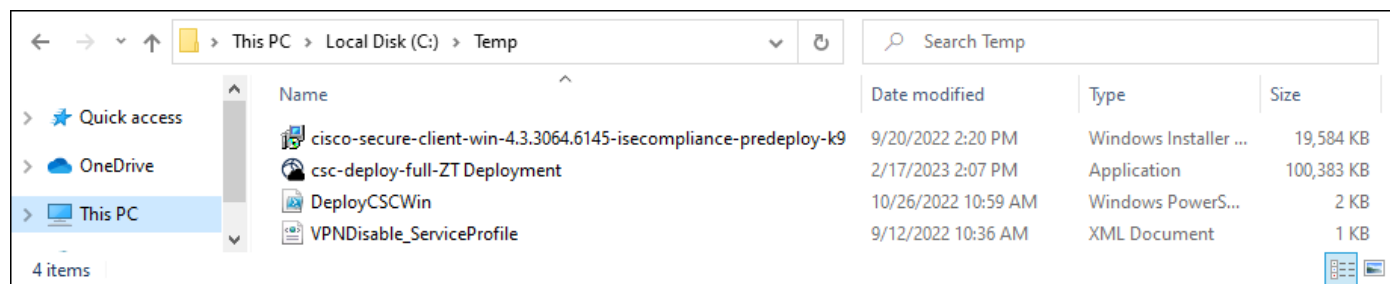 This PC > Local Disk (C:) > Temp
Search Temp
Name Date modified Type Size
Quick access
OneDrive
This PC
cisco-secure-client-win-4.3.3064.6145-isecompliance-predeploy-k9 9/20/2022 2:20 PM Windows Installer ... 19,584 KB
csc-deploy-full-ZT Deployment 2/17/2023 2:07 PM Application 100,383 KB
DeployCSCWin 10/26/2022 10:59 AM Windows PowerS... 2 KB
VPNDisable_ServiceProfile 9/12/2022 10:36 AM XML Document 1 KB
4 items